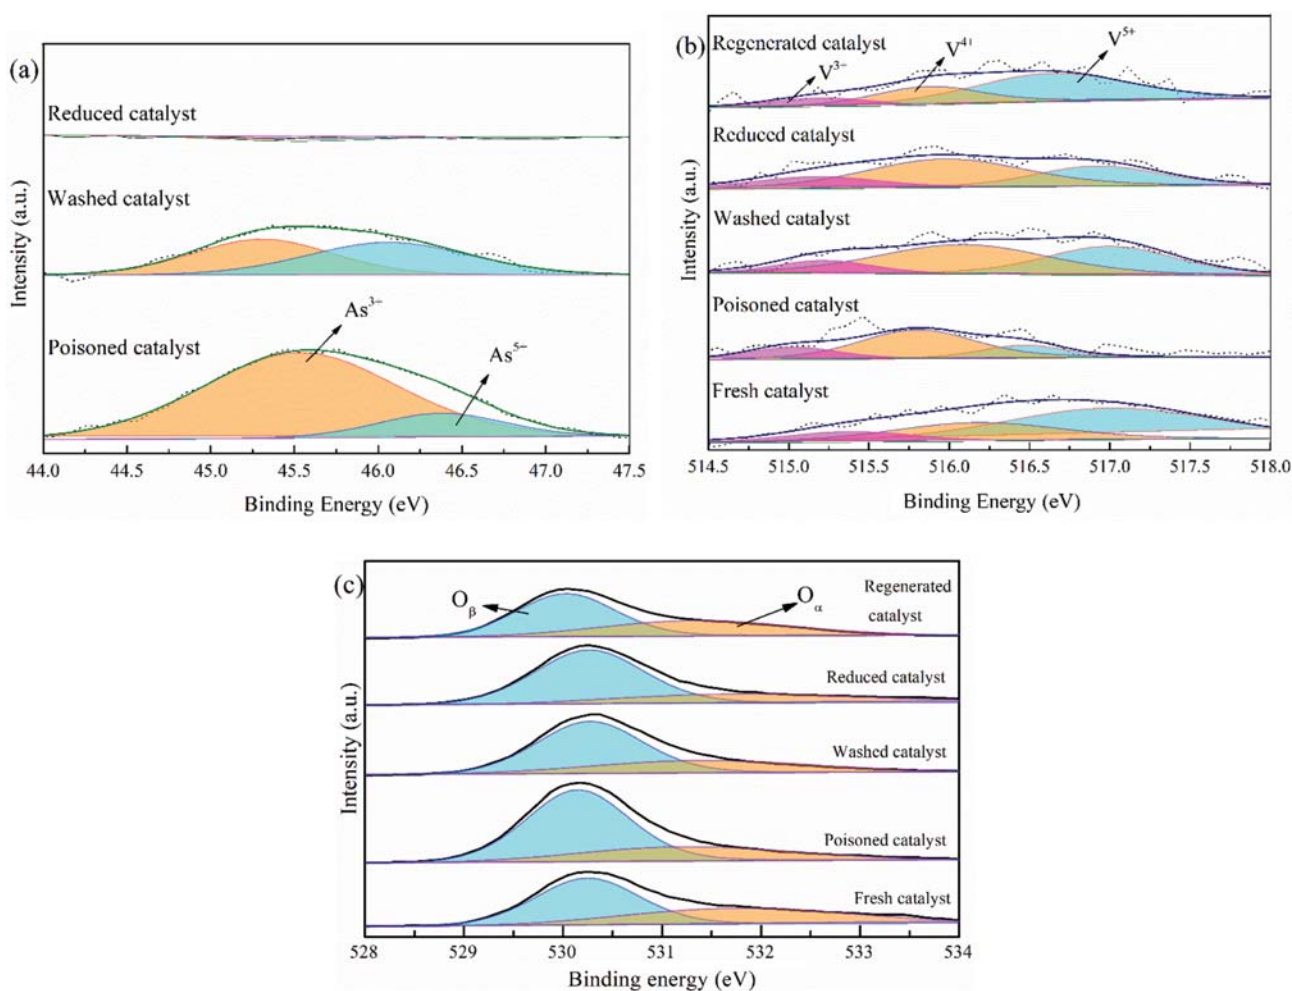 (a)
Reduced catalyst
Washed catalyst
Poisoned catalyst
As3−
As5−
Intensity (a.u.)
44.0 44.5 45.0 45.5 46.0 46.5 47.0 47.5
Binding Energy (eV)
(b)
Regenerated catalyst
V3−
V4+
V5+
Reduced catalyst
Washed catalyst
Poisoned catalyst
Fresh catalyst
Intensity (a.u.)
514.5 515.0 515.5 516.0 516.5 517.0 517.5 518.0
Binding Energy (eV)
(c)
Oβ
Oα
Regenerated
catalyst
Reduced catalyst
Washed catalyst
Poisoned catalyst
Fresh catalyst
Intensity (a.u.)
528 529 530 531 532 533 534
Binding energy (eV)